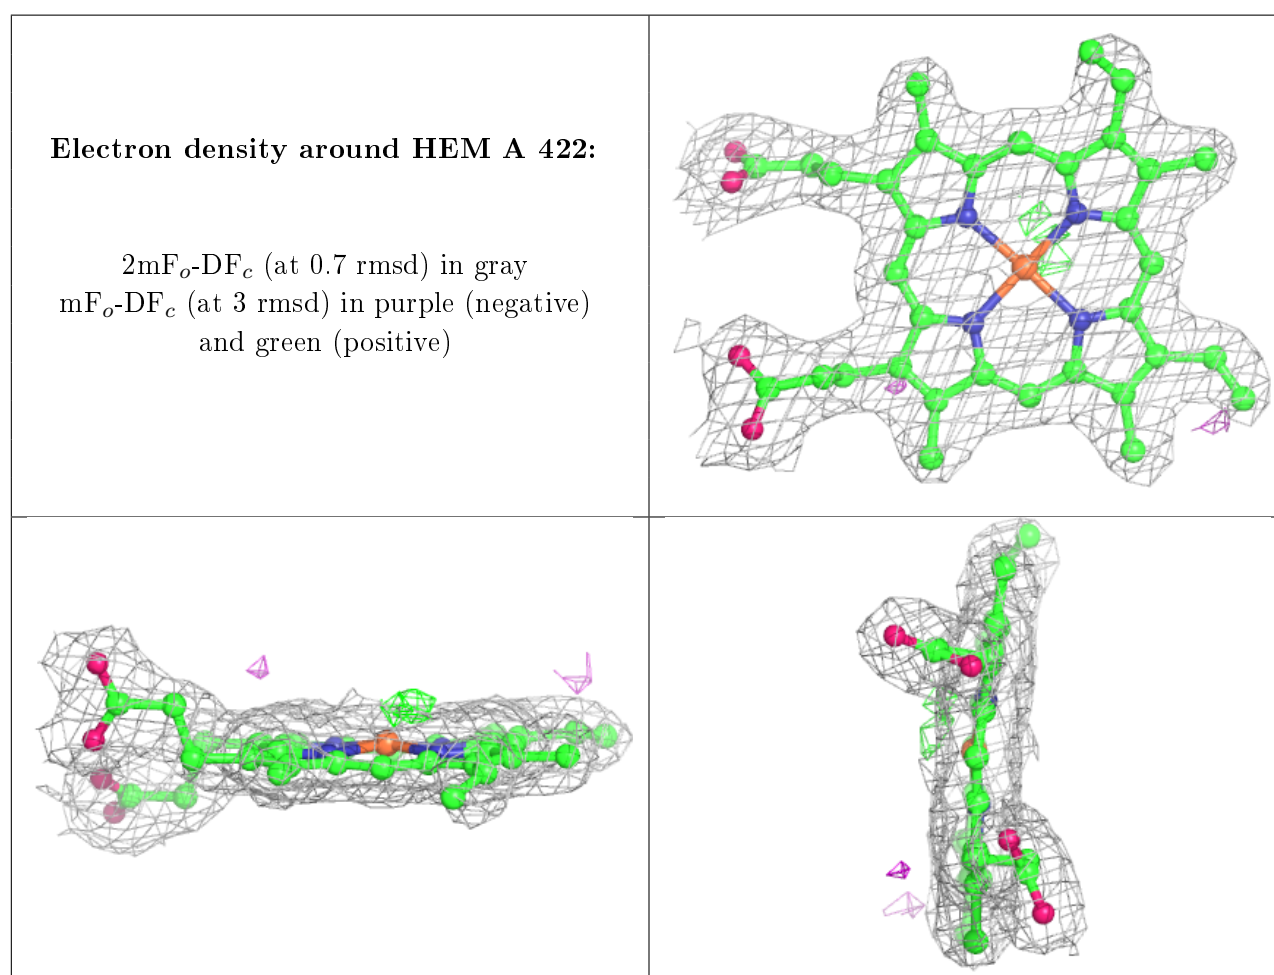 Electron density around HEM A 422:
2mFₒ-DF𝒸 (at 0.7 rmsd) in gray
mFₒ-DF𝒸 (at 3 rmsd) in purple (negative)
and green (positive)